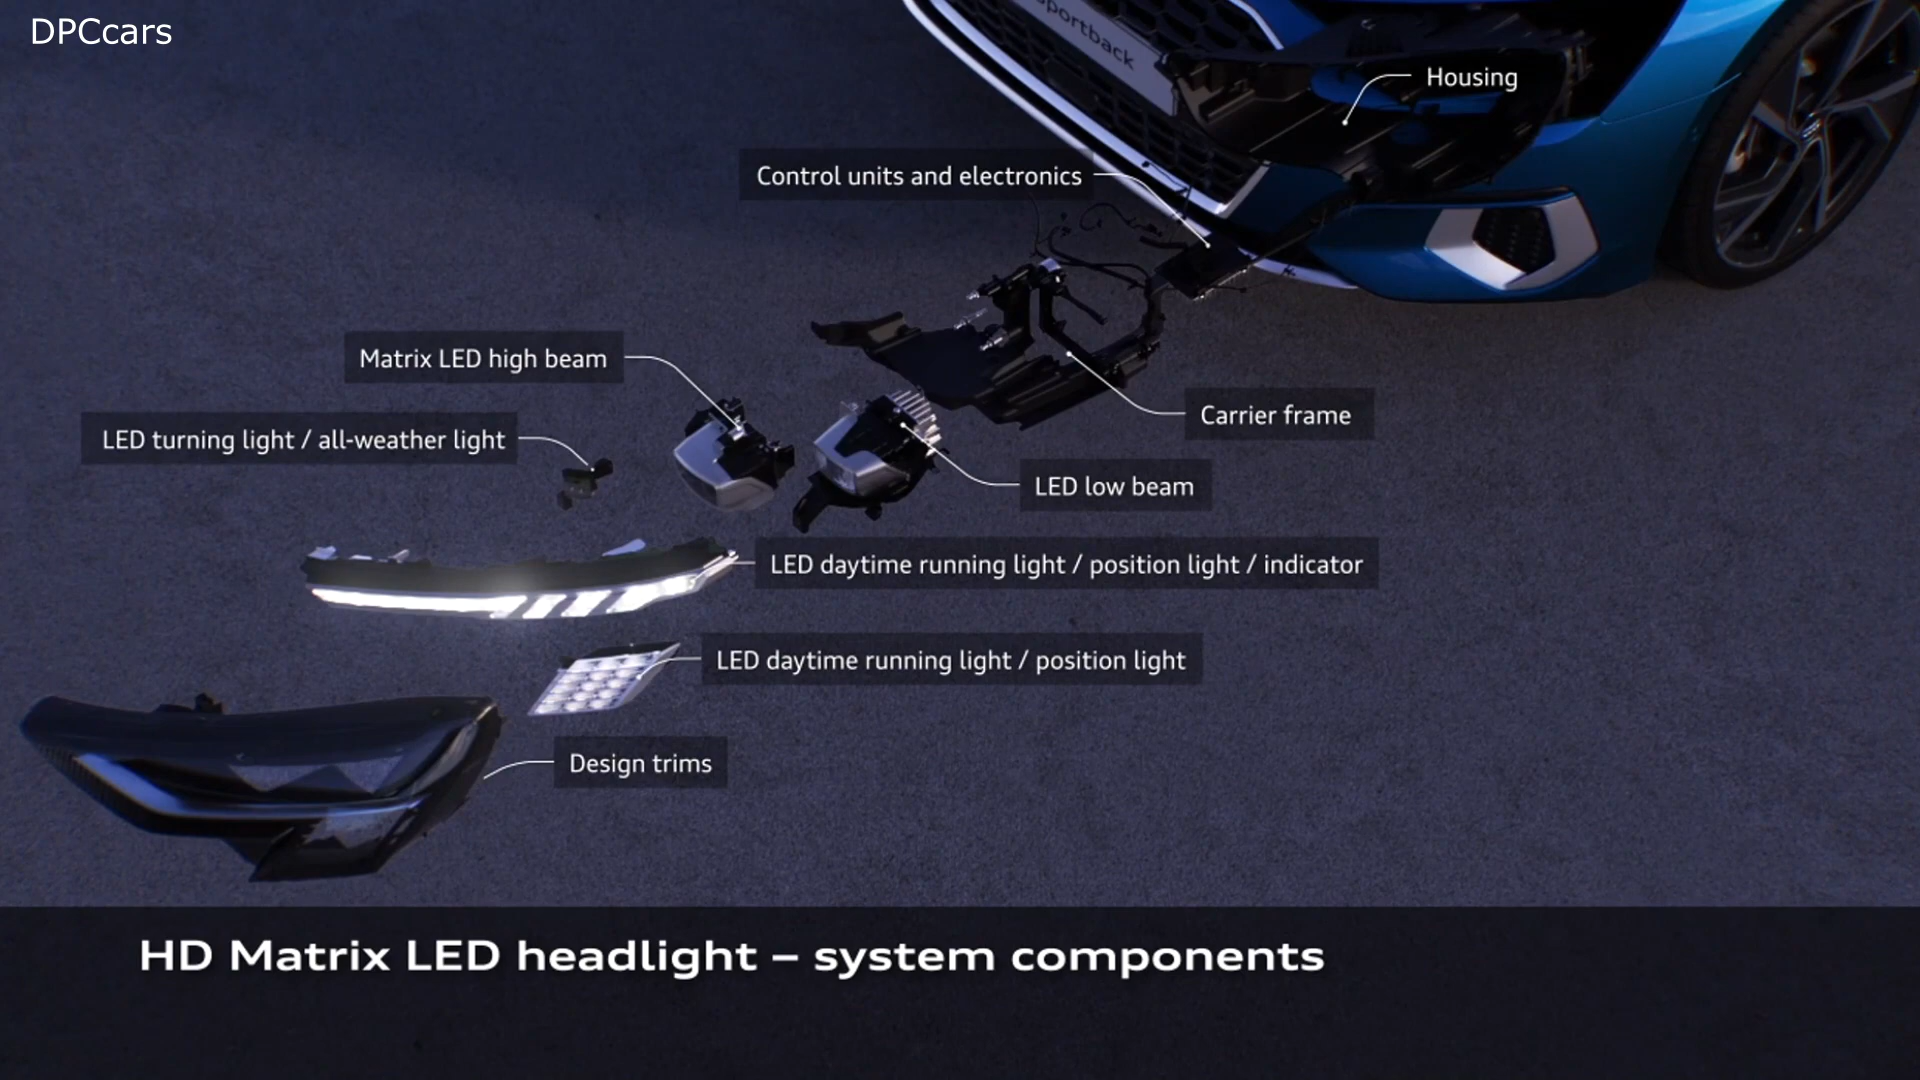 DPCcars
sportback
Housing
Control units and electronics
Matrix LED high beam
LED turning light / all-weather light
Carrier frame
LED low beam
LED daytime running light / position light / indicator
LED daytime running light / position light
Design trims
HD Matrix LED headlight – system components